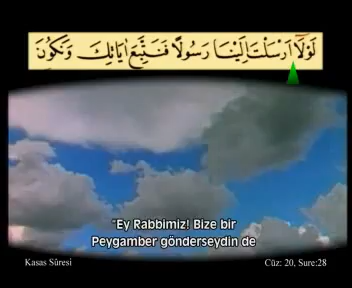 لَوْلَٓا اَرْسَلْتَ اِلَيْنَا رَسُولًا فَنَتَّبِعَ اٰيَاتِكَ وَنَكُونَ
"Ey Rabbimiz! Bize bir
Peygamber gönderseydin de
Kasas Sûresi
Cüz: 20, Sure:28